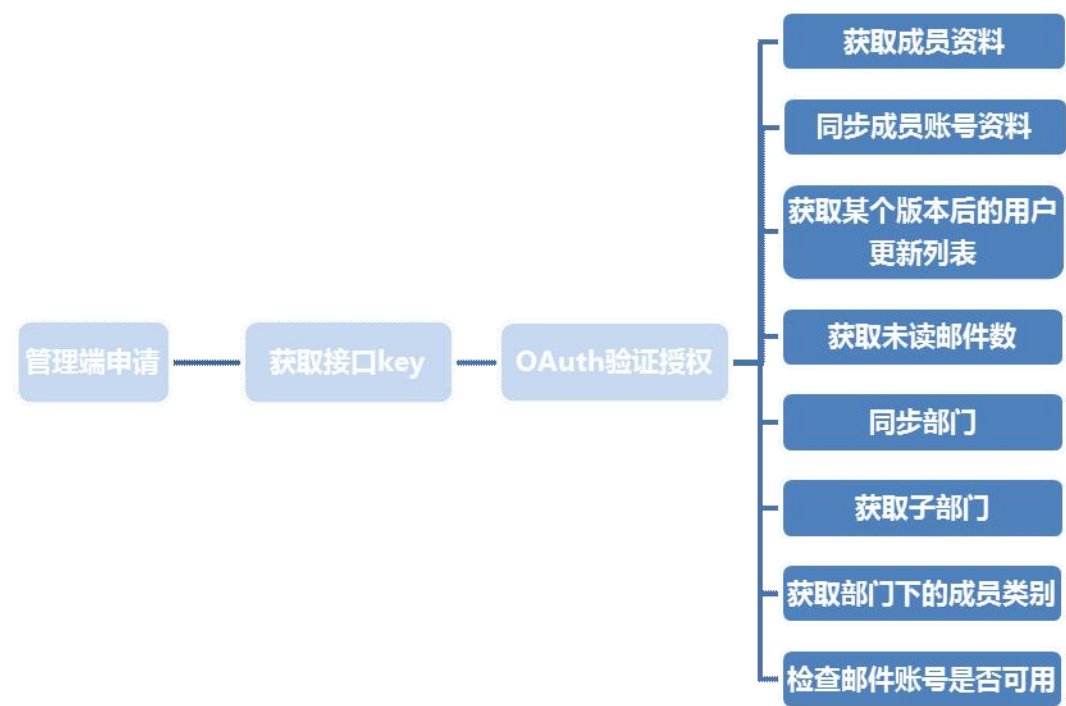 管理端申请
获取接口key
OAuth验证授权
获取成员资料
同步成员账号资料
获取某个版本后的用户
更新列表
获取未读邮件数
同步部门
获取子部门
获取部门下的成员类别
检查邮件账号是否可用